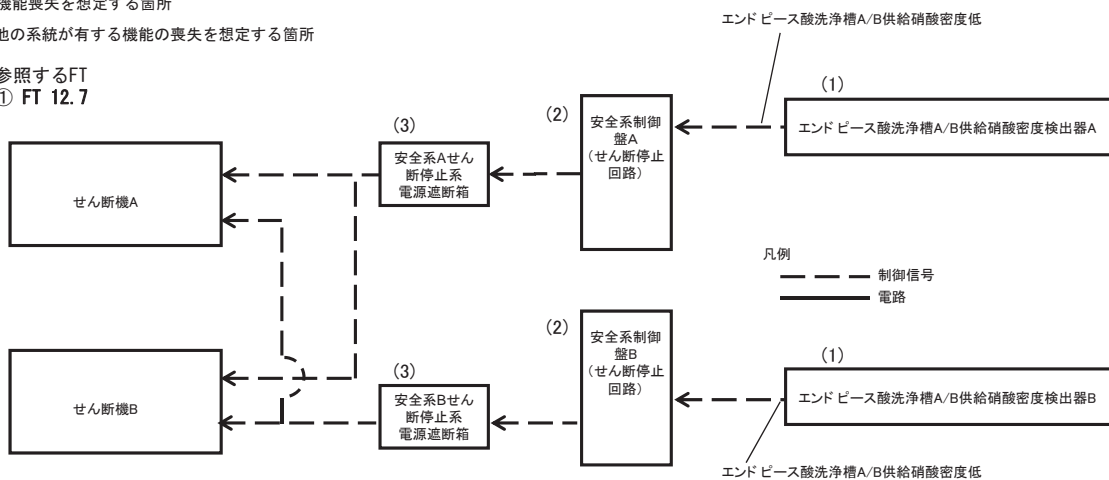 機能喪失を想定する箇所
他の系統が有する機能の喪失を想定する箇所
参照するFT
① FT 12.7
エンドピース酸洗浄槽A/B供給硝酸密度低
(1)
エンドピース酸洗浄槽A/B供給硝酸密度検出器A
(2)
安全系制御
盤A
(せん断停止
回路)
(3)
安全系Aせん
断停止系
電源遮断箱
せん断機A
凡例
制御信号
電路
(2)
安全系制御
盤B
(せん断停止
回路)
(1)
エンドピース酸洗浄槽A/B供給硝酸密度検出器B
(3)
安全系Bせん
断停止系
電源遮断箱
せん断機B
エンドピース酸洗浄槽A/B供給硝酸密度低